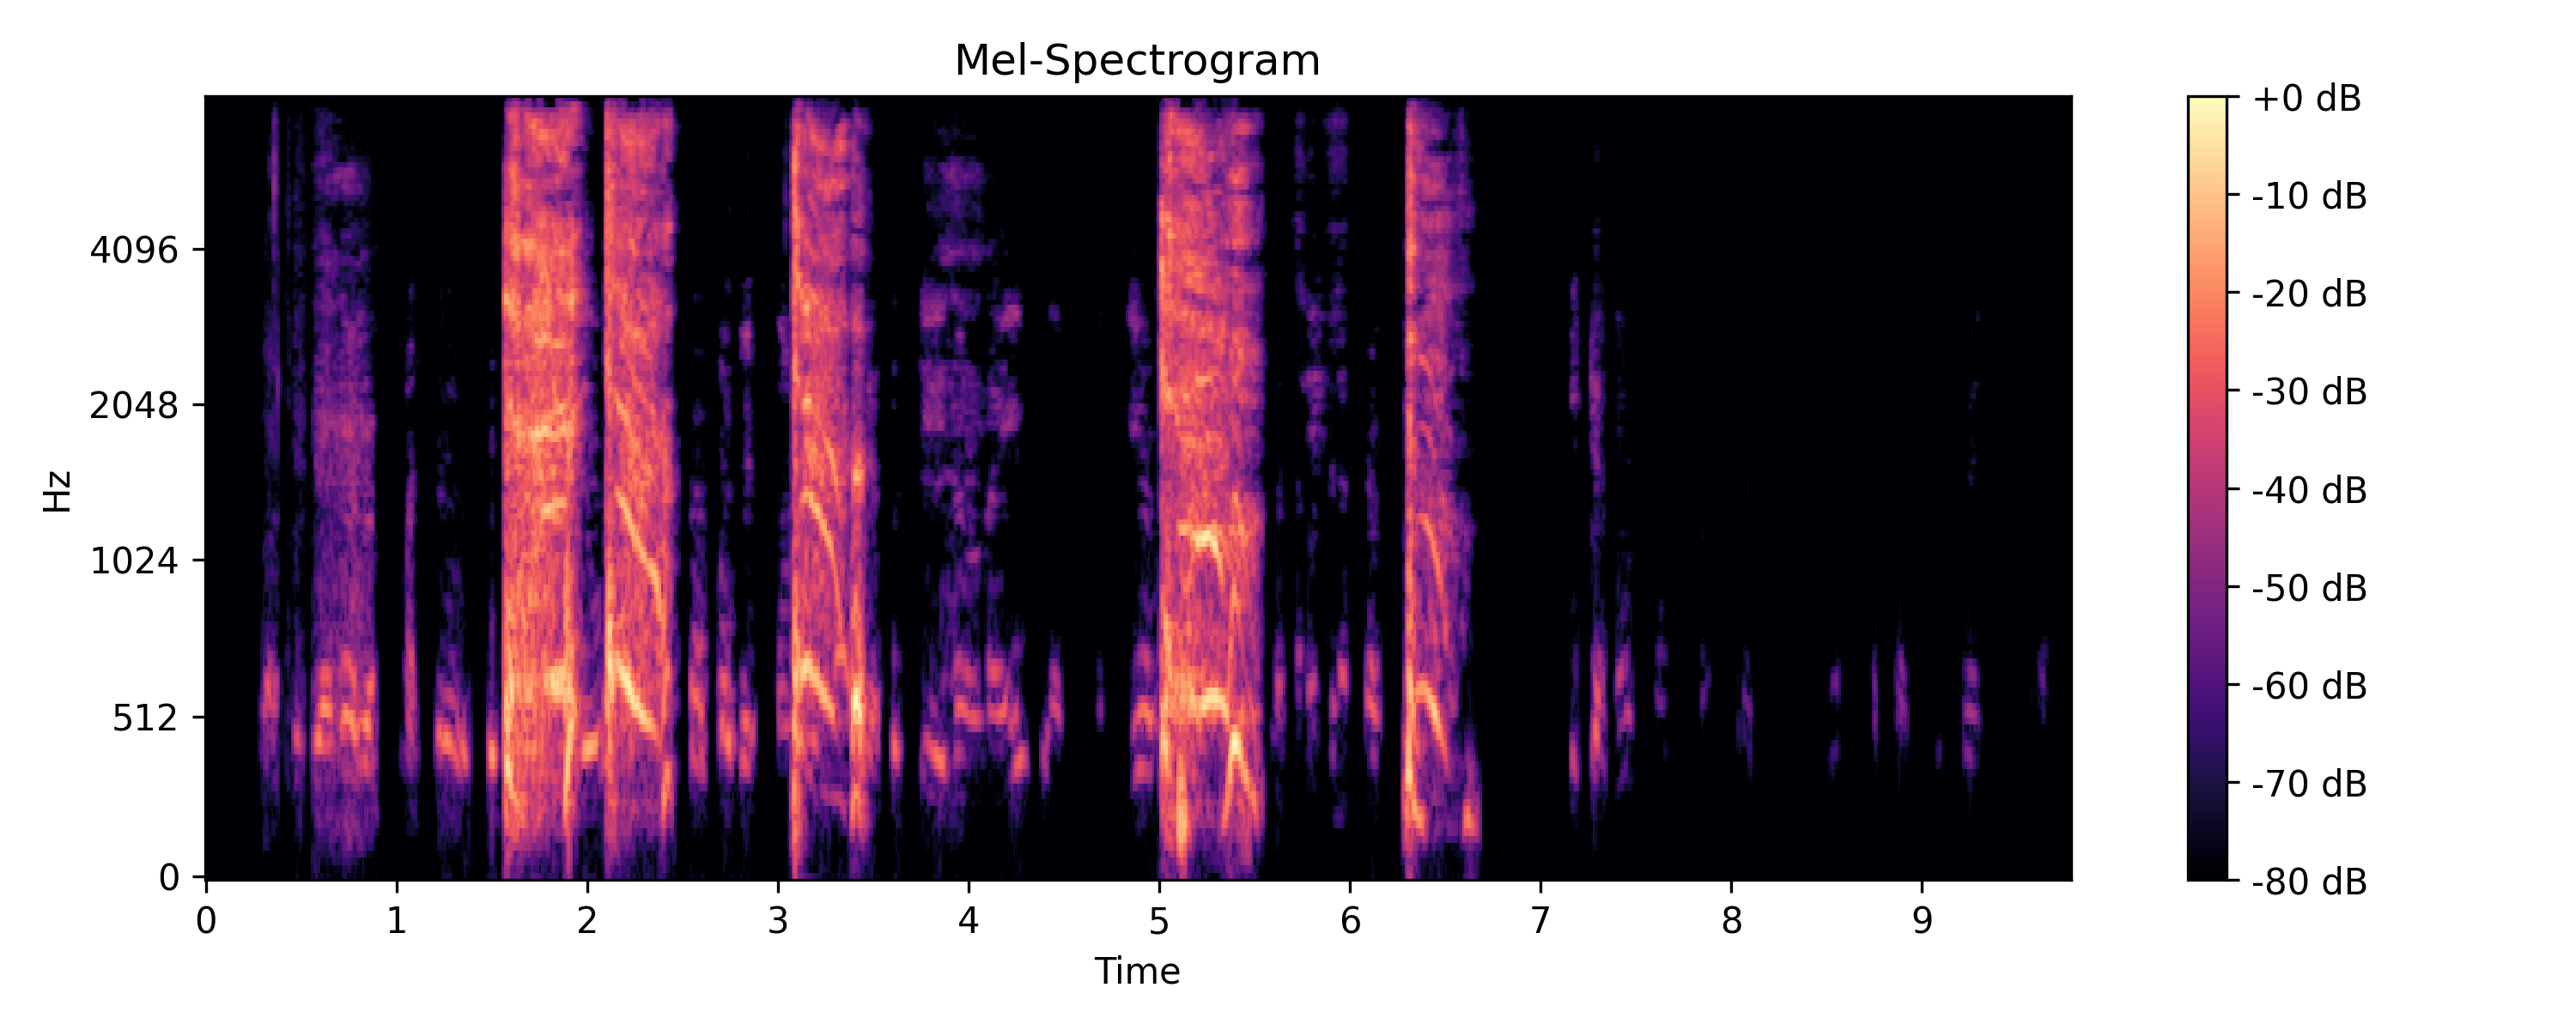 Mel-Spectrogram
+0 dB
-10 dB
-20 dB
-30 dB
-40 dB
-50 dB
-60 dB
-70 dB
-80 dB
Hz
4096
2048
1024
512
0
0 1 2 3 4 5 6 7 8 9
Time